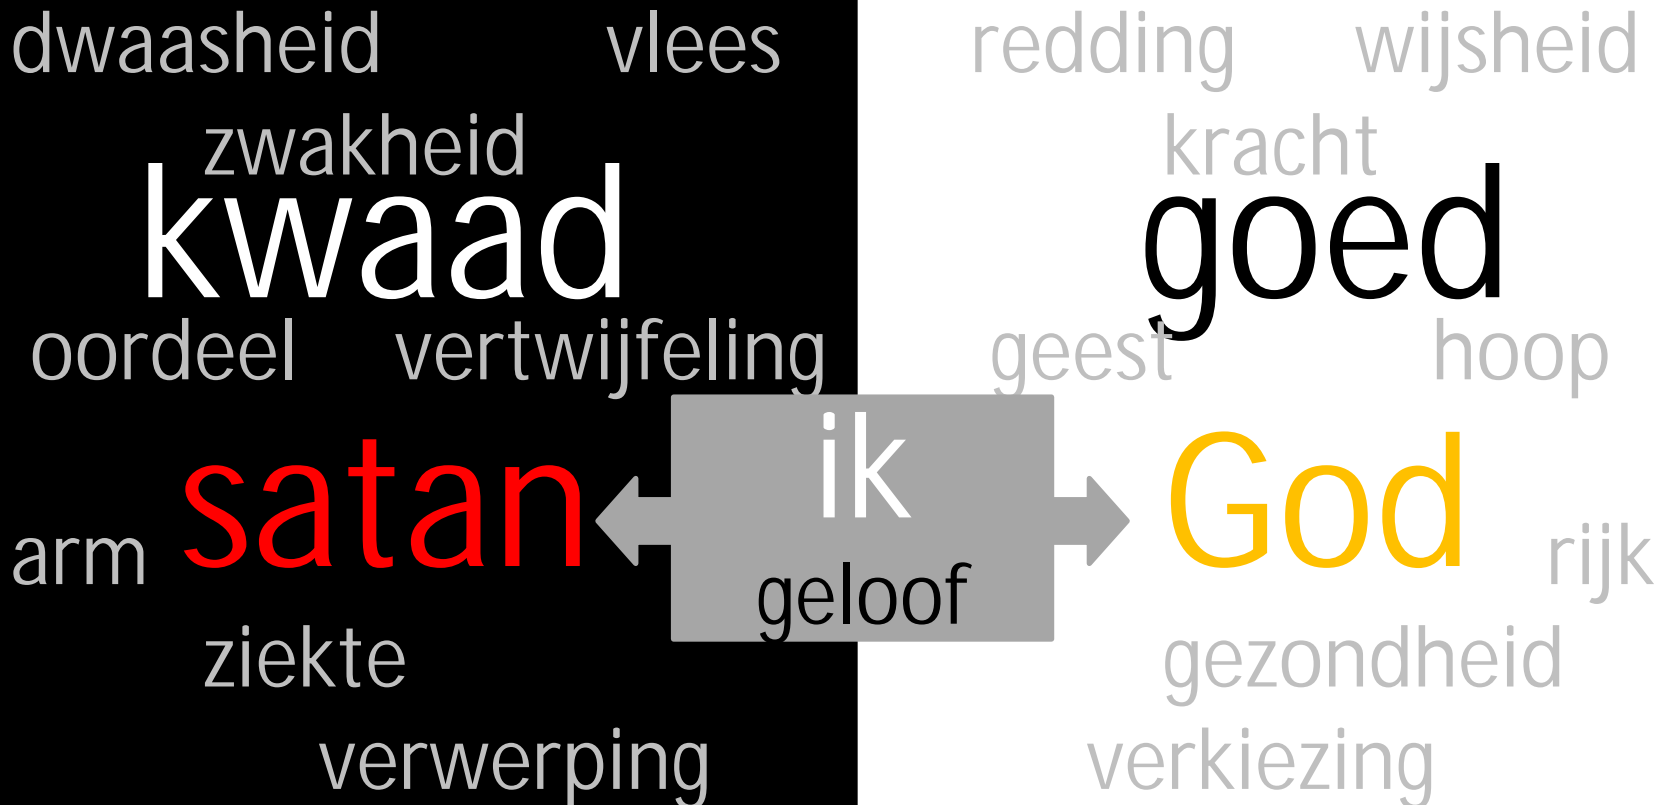 dwaasheid vlees redding wijsheid
zwakheid kracht
kwaad goed
oordeel vertwijfeling geest hoop
ik
satan God
arm rijk
geloof
ziekte gezondheid
verwerping verkiezing